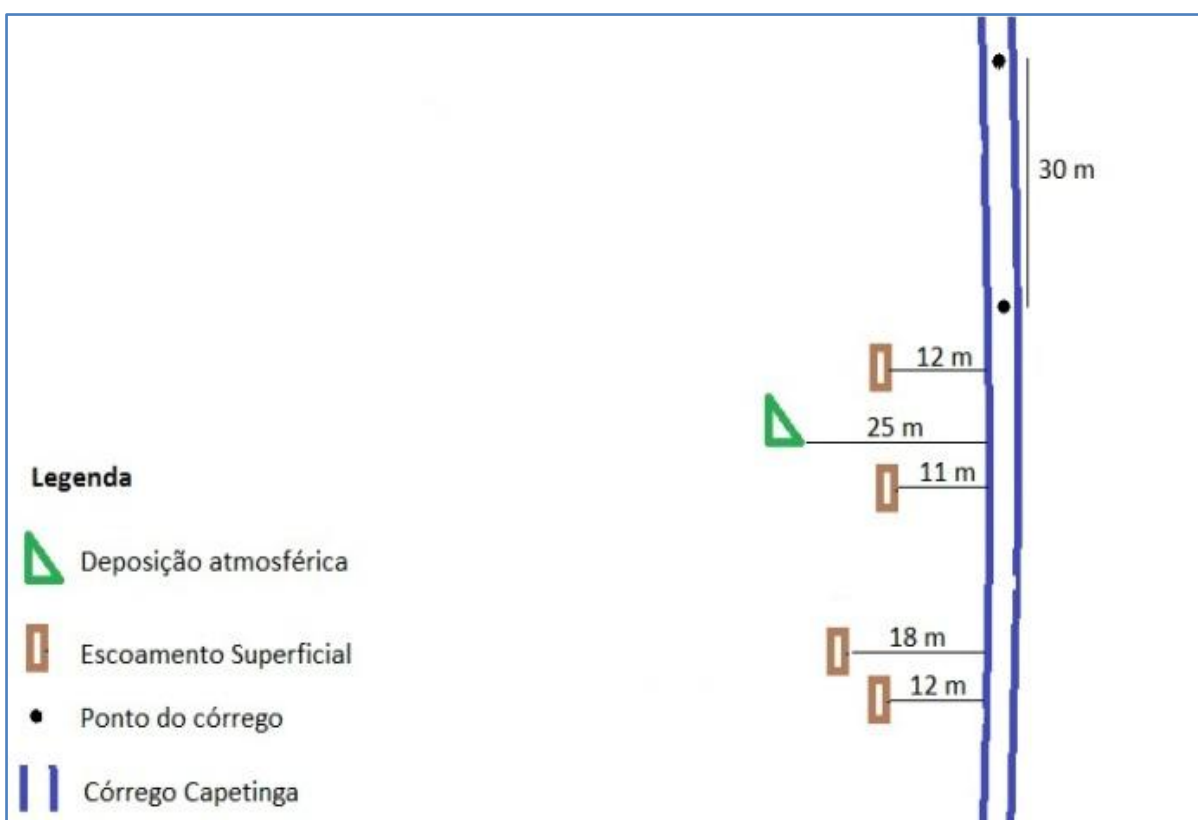 30 m
12 m
25 m
11 m
18 m
12 m
Legenda
Deposição atmosférica
Escoamento Superficial
Ponto do córrego
Córrego Capetinga